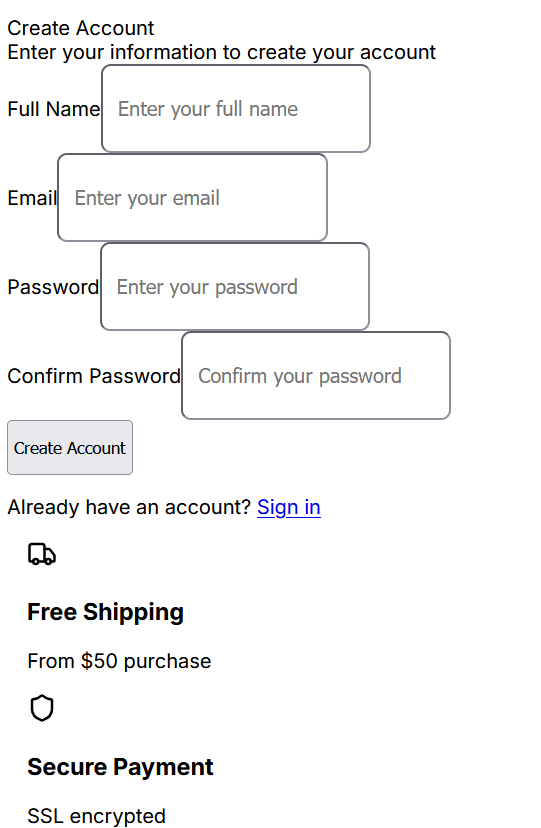 Create Account
Enter your information to create your account
Full Name Enter your full name
Email Enter your email
Password Enter your password
Confirm Password Confirm your password
Create Account
Already have an account? Sign in
Free Shipping
From $50 purchase
Secure Payment
SSL encrypted